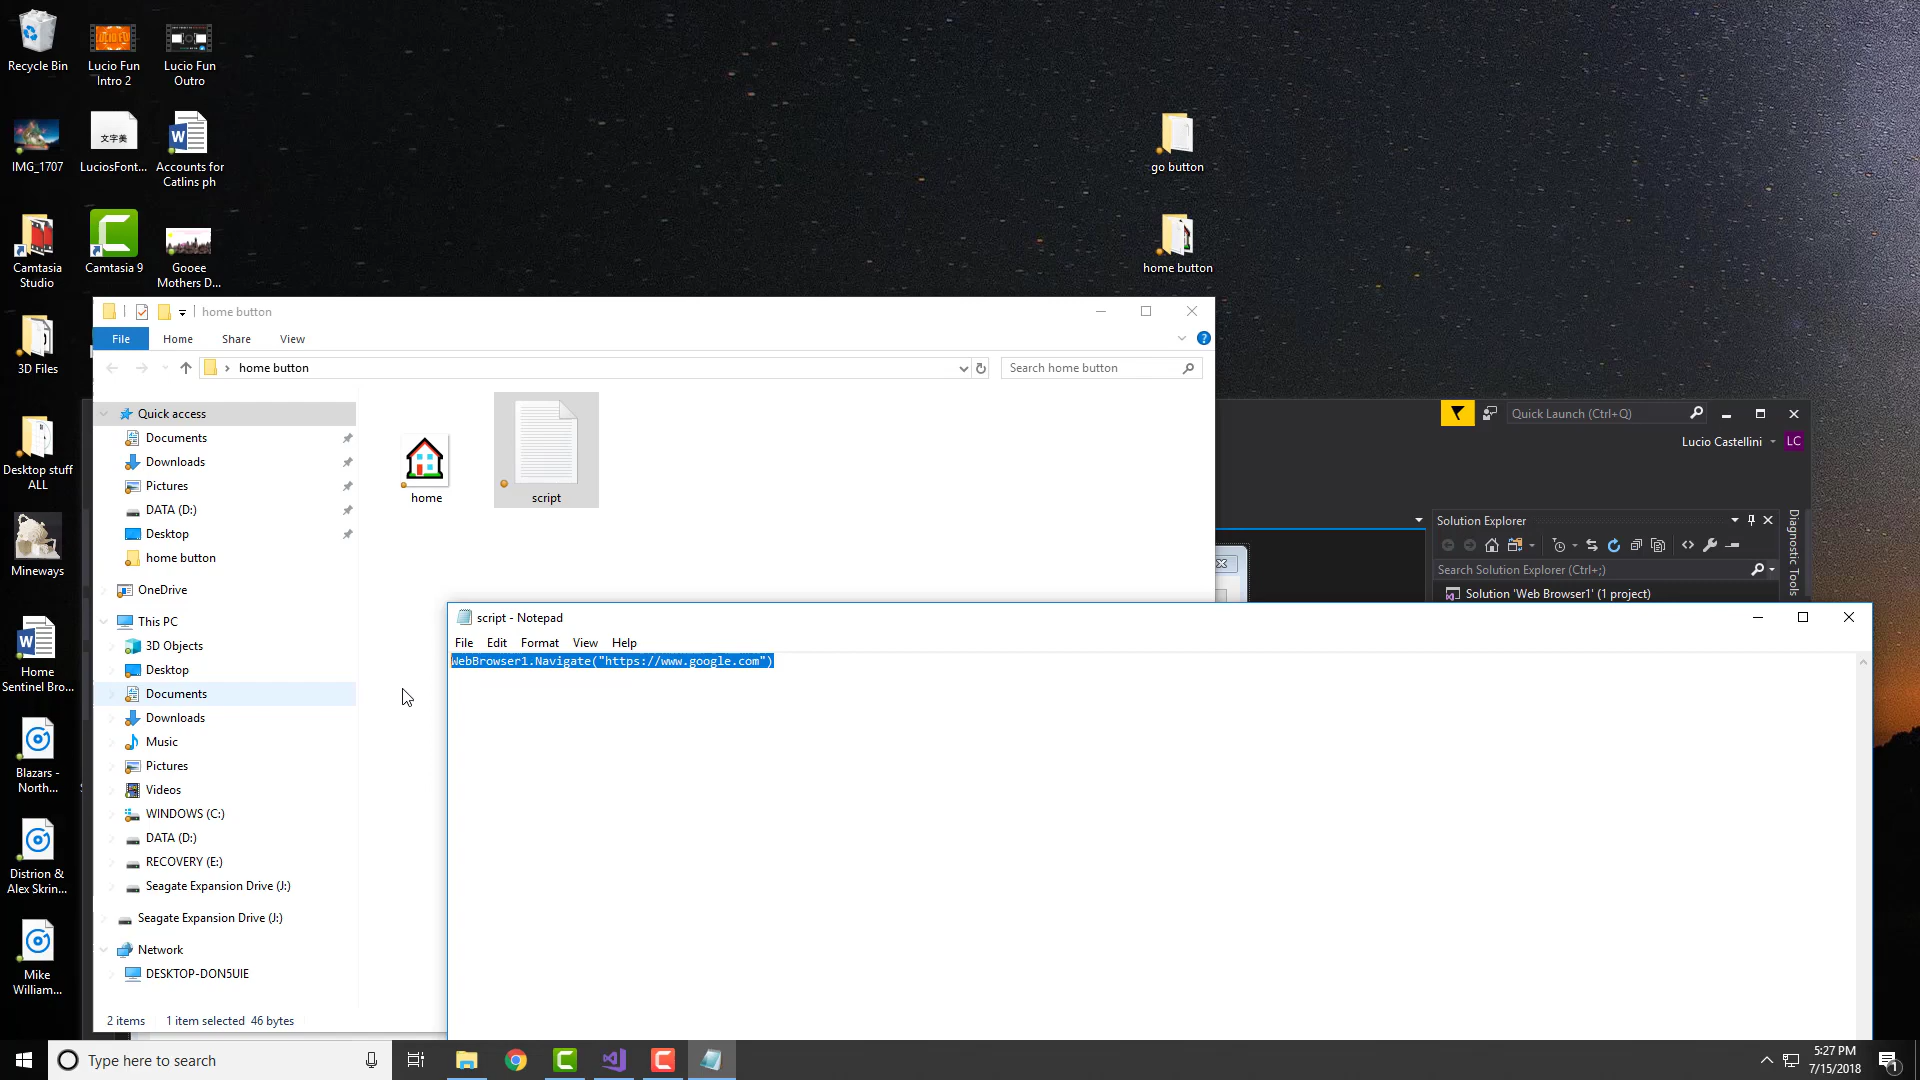 Recycle Bin
Lucio Fun
Intro 2
Lucio Fun
Outro
IMG_1707
文字美
LuciosFont...
Accounts for
Catlins ph
Camtasia
Studio
Camtasia 9
Gooee
Mothers D...
3D Files
Desktop stuff
ALL
Mineways
Home
Sentinel Bro...
Blazars -
North...
Distrion &
Alex Skrin...
Mike
William...
go button
home button
home button
File
Home
Share
View
home button
Search home button
Quick access
Documents
Downloads
Pictures
DATA (D:)
Desktop
home button
OneDrive
This PC
3D Objects
Desktop
Documents
Downloads
Music
Pictures
Videos
WINDOWS (C:)
DATA (D:)
RECOVERY (E:)
Seagate Expansion Drive (J:)
Seagate Expansion Drive (J:)
Network
DESKTOP-DON5UIE
home
script
2 items
1 item selected 46 bytes
Quick Launch (Ctrl+Q)
Lucio Castellini
LC
Solution Explorer
Search Solution Explorer (Ctrl+;)
Solution 'Web Browser1' (1 project)
Diagnostic Tools
script - Notepad
File Edit Format View Help
WebBrowser1.Navigate("https://www.google.com")
Type here to search
5:27 PM
7/15/2018
1